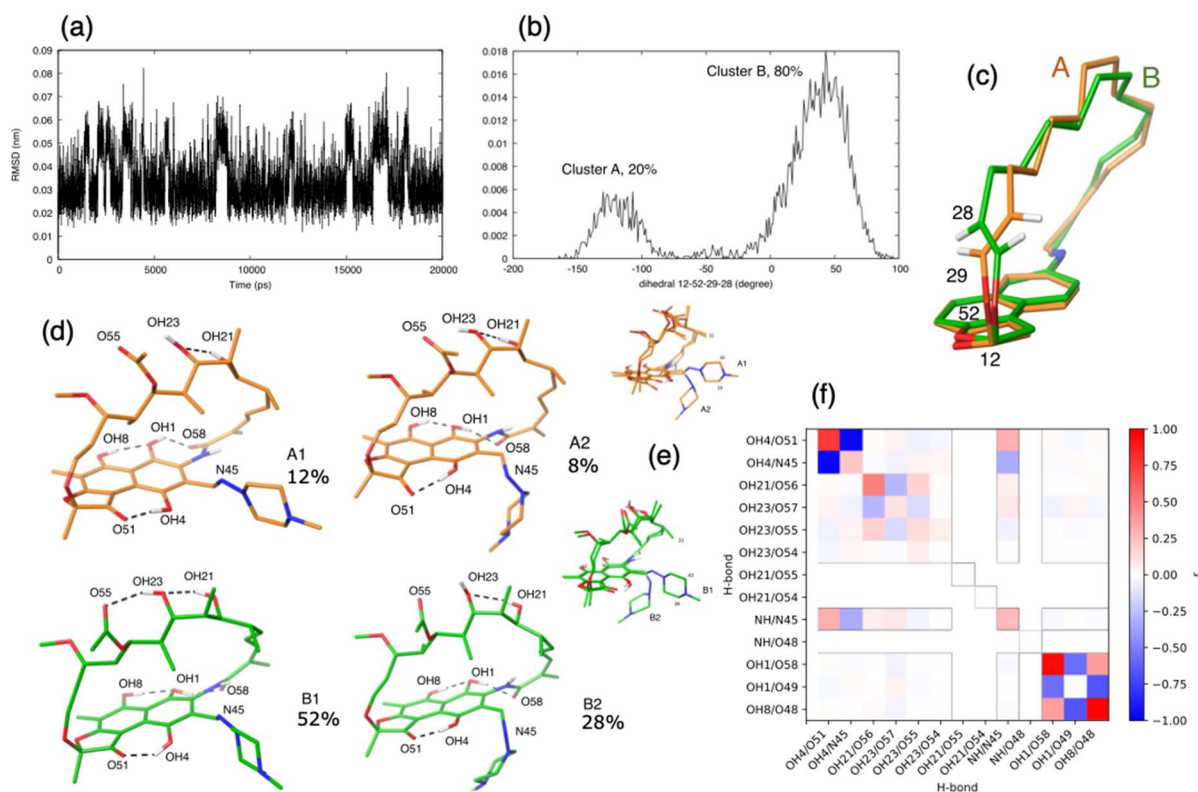 (a)
0.09
0.08
0.07
0.06
0.05
0.04
0.03
0.02
0.01
0
RMSD (nm)
0 5000 10000 15000 20000
Time (ps)
(b)
0.018
0.016
0.014
0.012
0.010
0.008
0.006
0.004
0.002
Cluster B, 80%
Cluster A, 20%
-200 -150 -100 -50 0 50 100
dihedral 12-52-29-28 (degree)
(c)
A
B
28
29
52
12
(d)
O55
OH23
OH21
OH8
OH1
O58
N45
O51
OH4
A1
12%
O55
OH23
OH21
OH8
OH1
O58
N45
O51
OH4
A2
8%
O55
OH23
OH21
OH8
OH1
O58
N45
O51
OH4
B1
52%
O55
OH23
OH21
OH8
OH1
O58
N45
O51
OH4
B2
28%
(e)
A1
A2
B1
B2
(f)
H-bond
OH4/O51
OH4/N45
OH21/O56
OH23/O57
OH23/O55
OH23/O54
OH21/O55
OH21/O54
NH/N45
NH/O48
OH1/O58
OH1/O49
OH8/O48
OH4/O51
OH4/N45
OH21/O56
OH23/O57
OH23/O55
OH23/O54
OH21/O55
OH21/O54
NH/N45
NH/O48
OH1/O58
OH1/O49
OH8/O48
H-bond
1.00
0.75
0.50
0.25
0.00
−0.25
−0.50
−0.75
−1.00
r